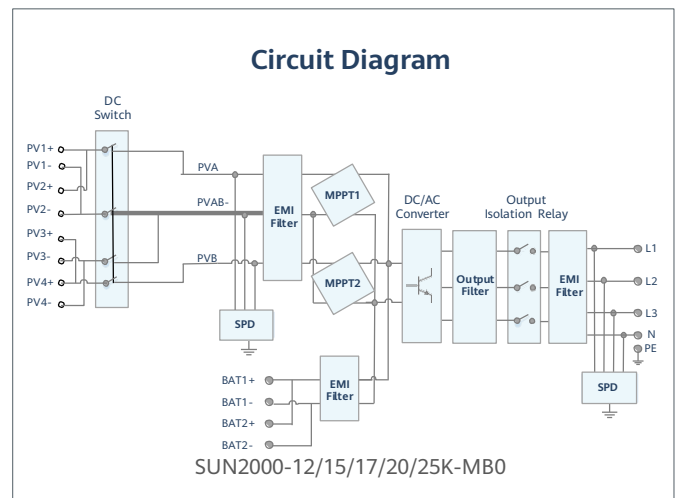 Circuit Diagram
DC
Switch
PV1+
PV1-
PV2+
PV2-
PV3+
PV3-
PV4+
PV4-
PVA
PVAB-
PVB
EMI
Filter
MPPT1
MPPT2
SPD
DC/AC
Converter
Output
Filter
Output
Isolation Relay
EMI
Filter
L1
L2
L3
N
PE
SPD
BAT1+
BAT1-
BAT2+
BAT2-
EMI
Filter
SUN2000-12/15/17/20/25K-MB0